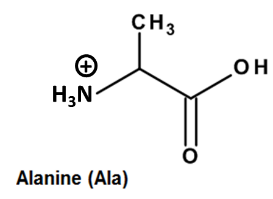 CH3
⊕
H3N
OH
O
Alanine (Ala)